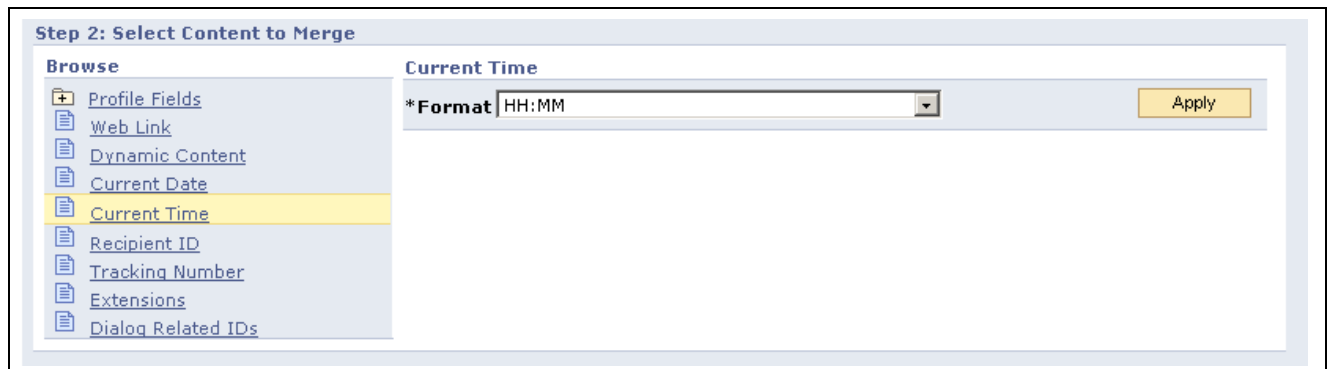 Step 2: Select Content to Merge
Browse
Profile Fields
Web Link
Dynamic Content
Current Date
Current Time
Recipient ID
Tracking Number
Extensions
Dialog Related IDs
Current Time
*Format HH:MM
Apply